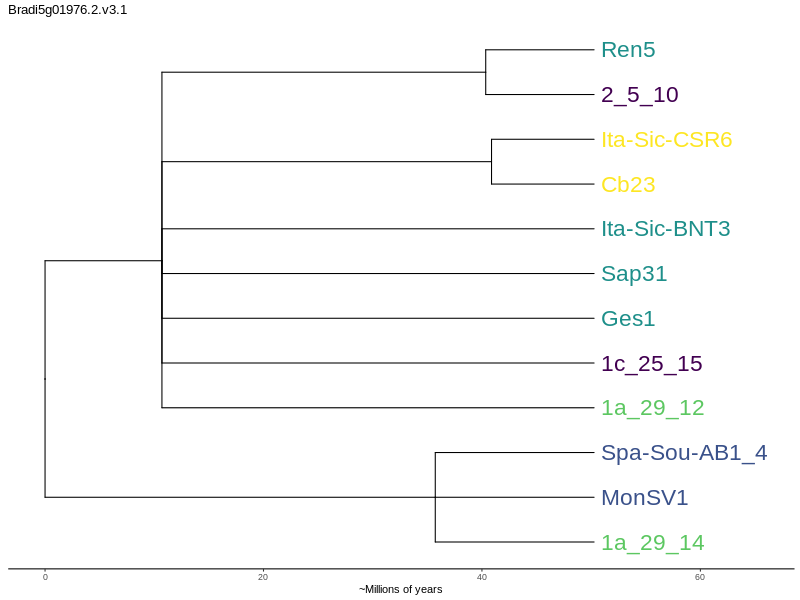 Bradi5g01976.2.v3.1
Ren5
2_5_10
Ita-Sic-CSR6
Cb23
Ita-Sic-BNT3
Sap31
Ges1
1c_25_15
1a_29_12
Spa-Sou-AB1_4
MonSV1
1a_29_14
0 20 40 60
~Millions of years